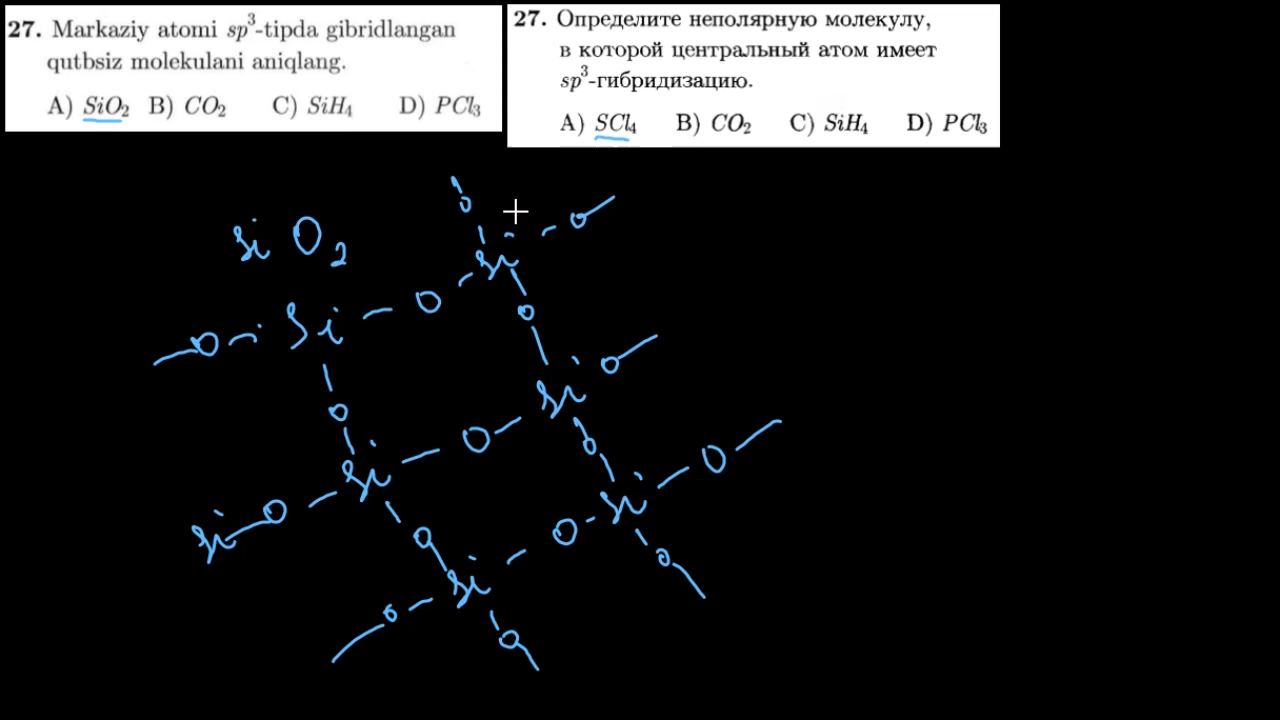 27. Markaziy atomi sp³-tipda gibridlangan
qutbsiz molekulani aniqlang.
A) SiO₂ B) CO₂ C) SiH₄ D) PCl₃
27. Определите неполярную молекулу,
в которой центральный атом имеет
sp³-гибридизацию.
A) SCl₄ B) CO₂ C) SiH₄ D) PCl₃
Si O₂
O
Si O
O Si O
O
O Si O
Si O
O
Si O Si O
O Si O
O Si O
O